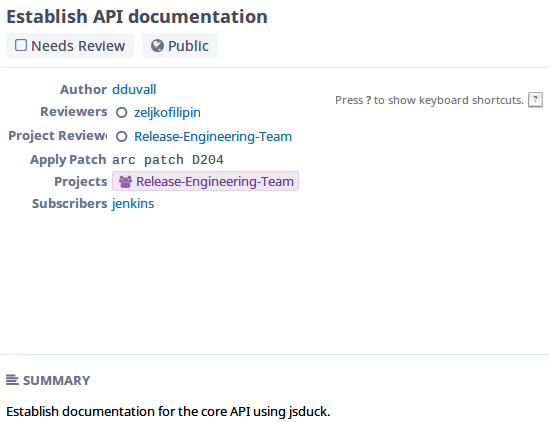 Establish API documentation
Needs Review Public
Author dduvall
Press ? to show keyboard shortcuts. ?
Reviewers zeljkofilipin
Project Review Release-Engineering-Team
Apply Patch arc patch D204
Projects Release-Engineering-Team
Subscribers jenkins
SUMMARY
Establish documentation for the core API using jsduck.